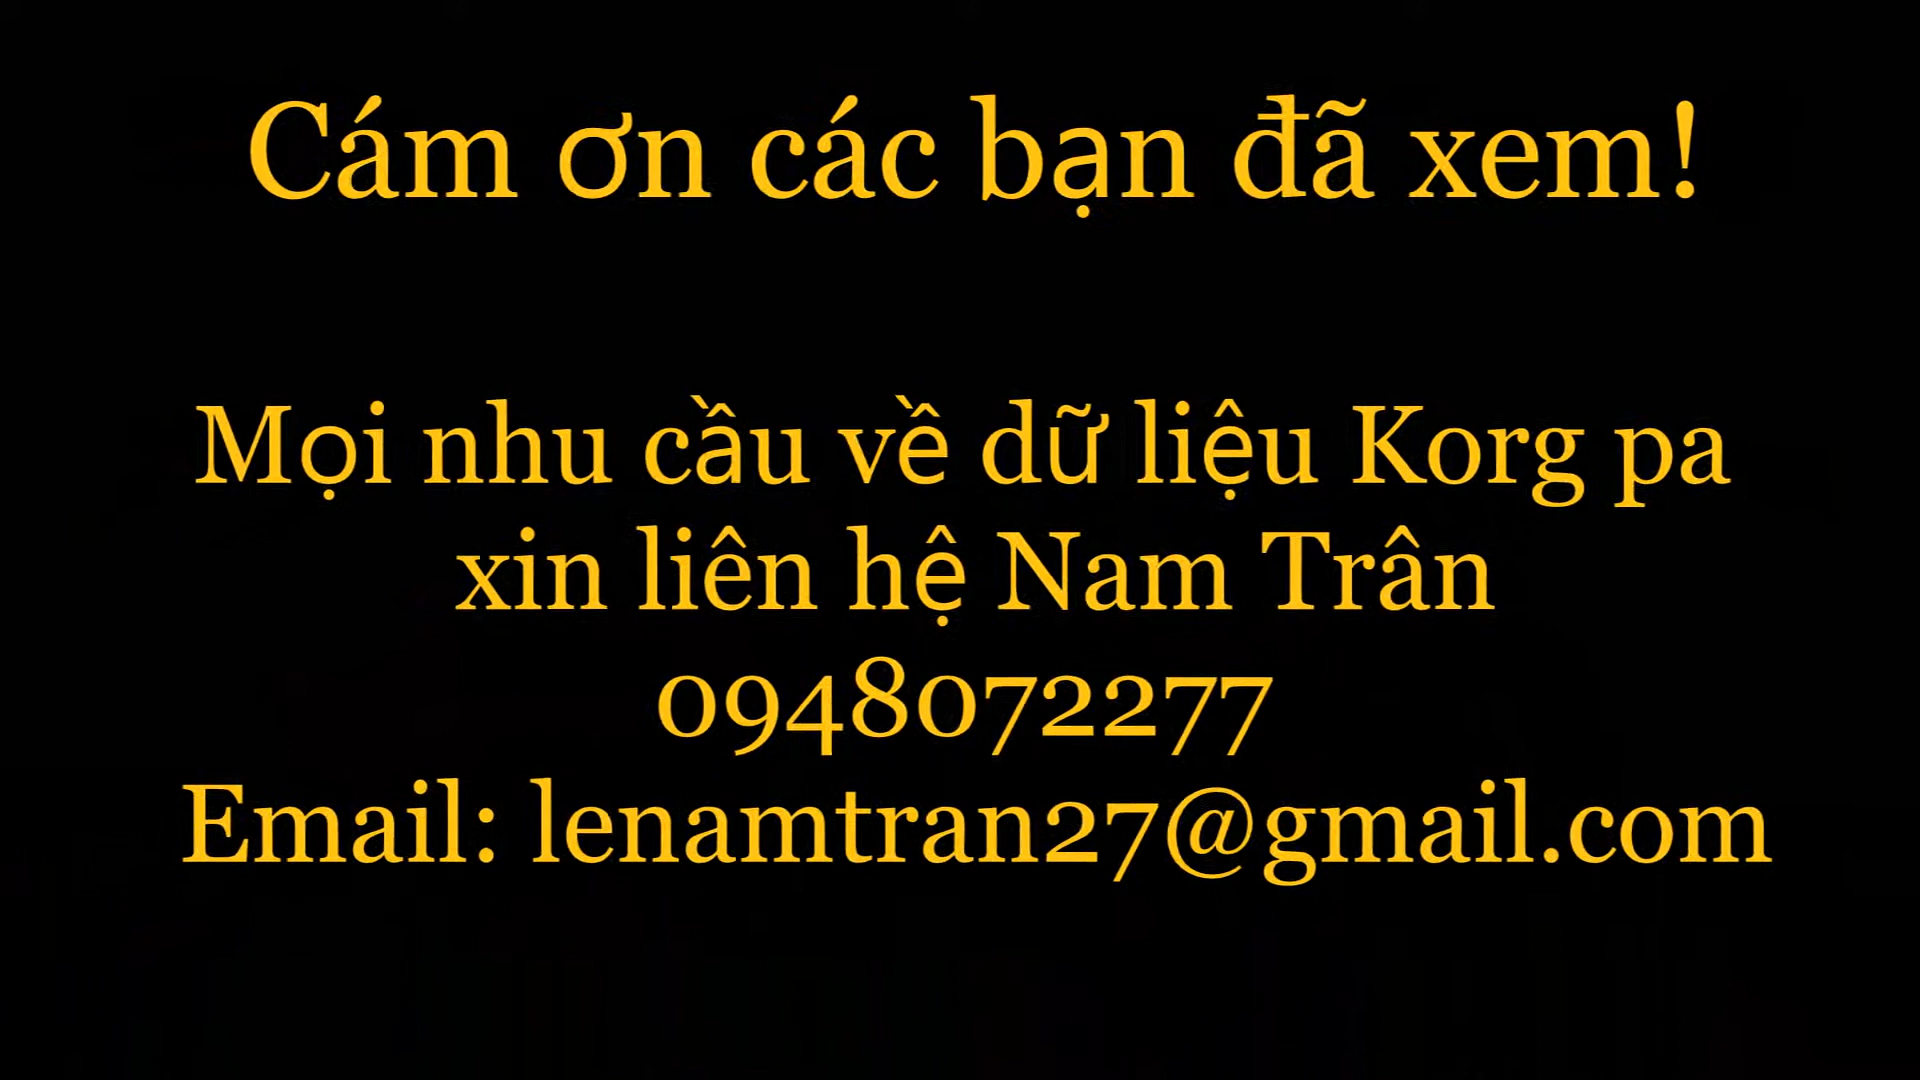 Cám ơn các bạn đã xem!
Mọi nhu cầu về dữ liệu Korg pa
xin liên hệ Nam Trân
0948072277
Email: lenamtran27@gmail.com